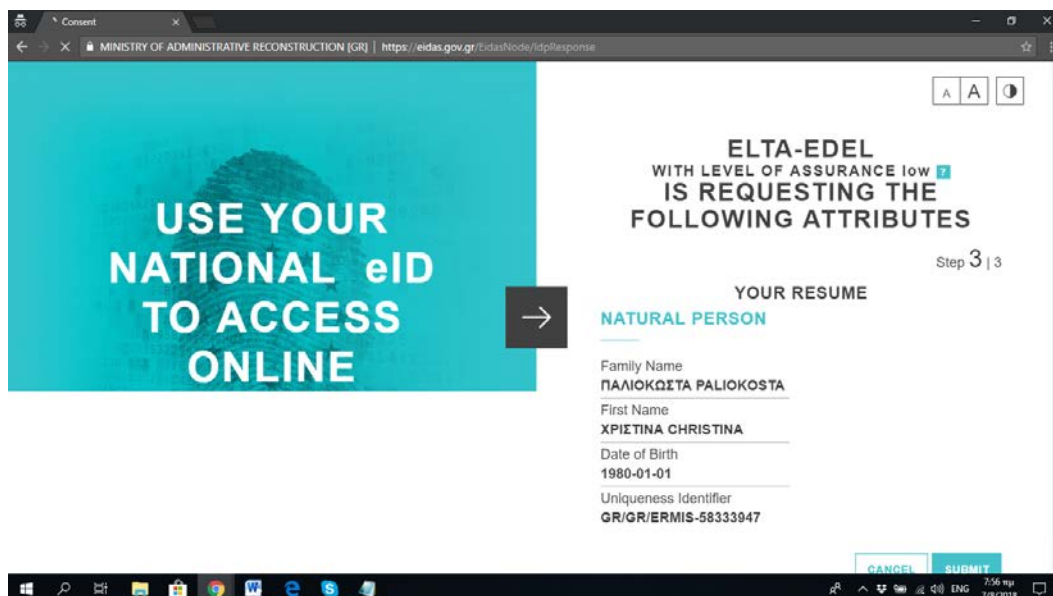 Consent
MINISTRY OF ADMINISTRATIVE RECONSTRUCTION [GR] | https://eidas.gov.gr/EidasNode/IdpResponse
A A
USE YOUR
NATIONAL eID
TO ACCESS
ONLINE
ELTA-EDEL
WITH LEVEL OF ASSURANCE low ?
IS REQUESTING THE
FOLLOWING ATTRIBUTES
Step 3 | 3
YOUR RESUME
NATURAL PERSON
Family Name
ΠΑΛΙΟΚΩΣΤΑ PALIOKOSTA
First Name
ΧΡΙΣΤΙΝΑ CHRISTINA
Date of Birth
1980-01-01
Uniqueness Identifier
GR/GR/ERMIS-58333947
CANCEL SUBMIT
ENG 7:56 πμ
7/8/2018